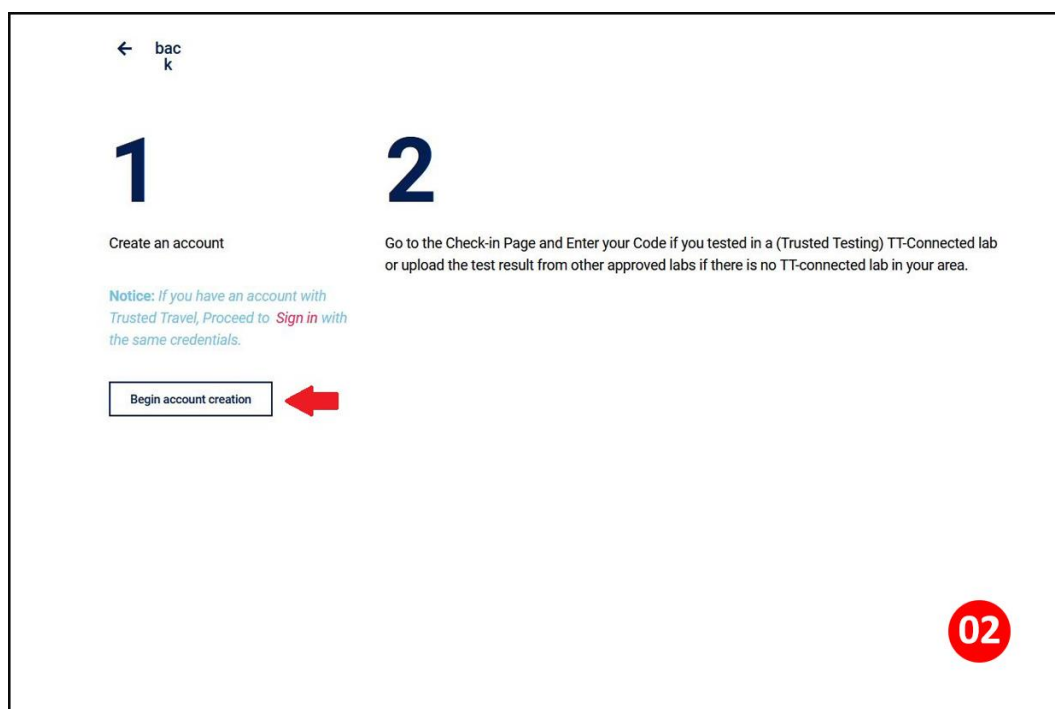 bac
k
1
2
Create an account
Notice: If you have an account with
Trusted Travel, Proceed to Sign in with
the same credentials.
Begin account creation
Go to the Check-in Page and Enter your Code if you tested in a (Trusted Testing) TT-Connected lab
or upload the test result from other approved labs if there is no TT-connected lab in your area.
02